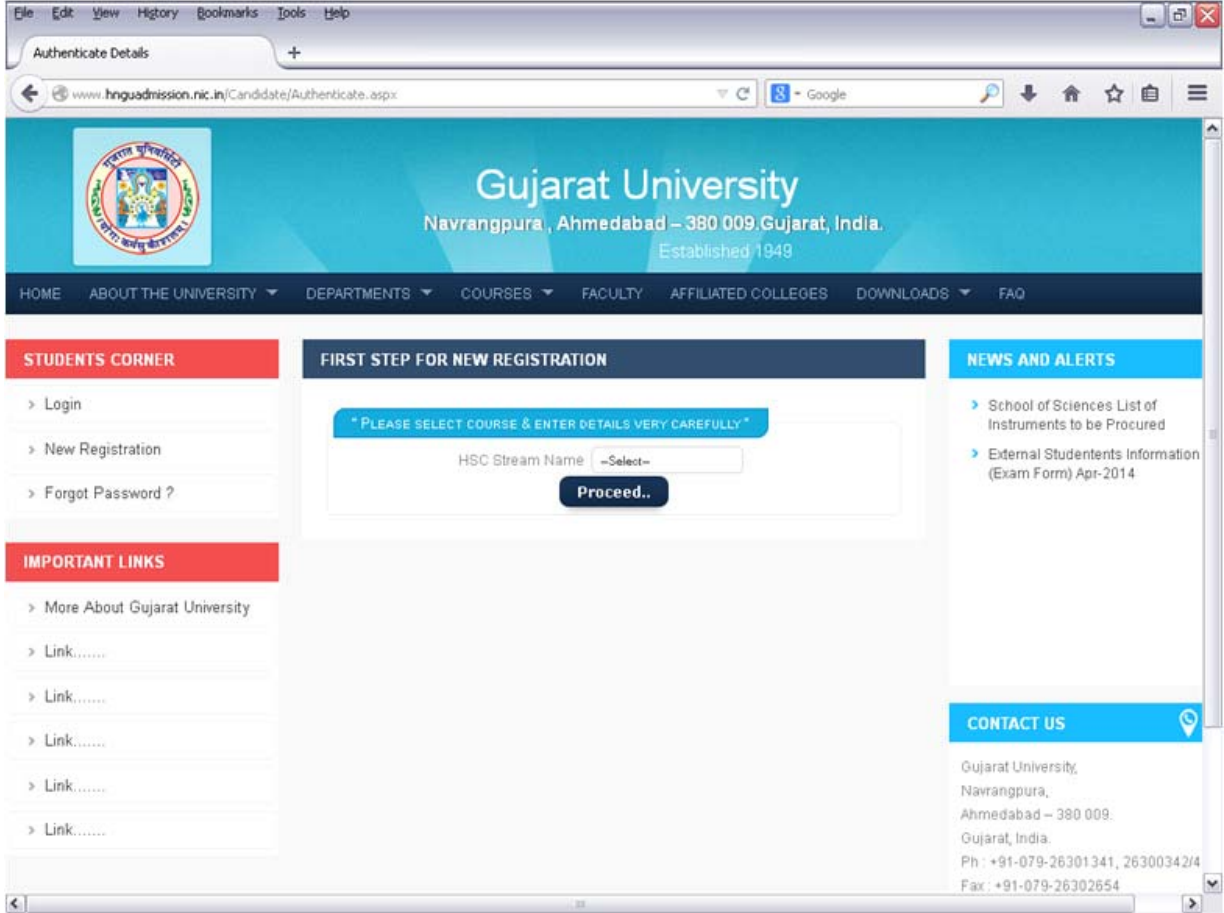 File Edit View History Bookmarks Tools Help
Authenticate Details
www.hnguadmission.nic.in/Candidate/Authenticate.aspx
Google
गुजरात युनिवर्सिटी
योगः कर्मसु कौशलम्
Gujarat University
Navrangpura , Ahmedabad – 380 009.Gujarat, India.
Established 1949
HOME ABOUT THE UNIVERSITY DEPARTMENTS COURSES FACULTY AFFILIATED COLLEGES DOWNLOADS FAQ
STUDENTS CORNER
Login
New Registration
Forgot Password ?
IMPORTANT LINKS
More About Gujarat University
Link.......
Link.......
Link.......
Link.......
Link.......
FIRST STEP FOR NEW REGISTRATION
" PLEASE SELECT COURSE & ENTER DETAILS VERY CAREFULLY "
HSC Stream Name --Select--
Proceed..
NEWS AND ALERTS
School of Sciences List of
Instruments to be Procured
External Studentents Information
(Exam Form) Apr-2014
CONTACT US
Gujarat University,
Navrangpura,
Ahmedabad – 380 009.
Gujarat, India.
Ph : +91-079-26301341, 26300342/4
Fax : +91-079-26302654